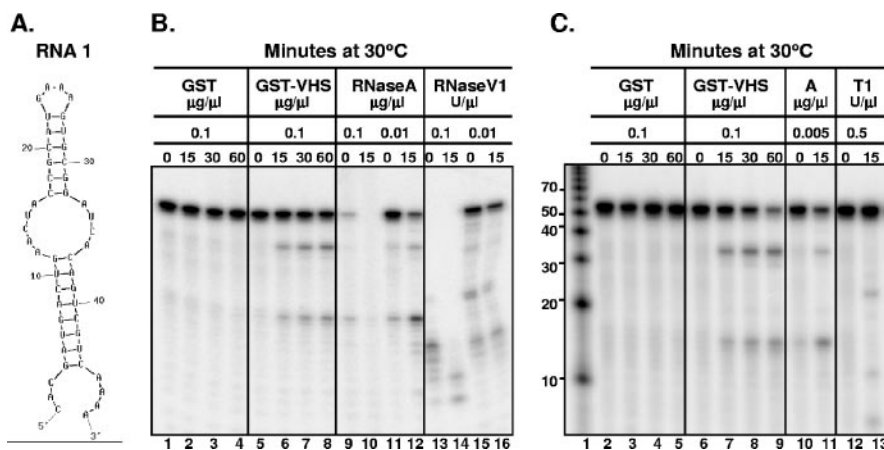 A.
RNA 1
20
30
10
40
5'
3'
B.
Minutes at 30ºC
GST GST-VHS RNaseA RNaseV1
µg/µl µg/µl µg/µl U/µl
0.1 0.1 0.1 0.01 0.1 0.01
0 15 30 60 0 15 30 60 0 15 0 15 0 15 0 15
1 2 3 4 5 6 7 8 9 10 11 12 13 14 15 16
C.
Minutes at 30ºC
GST GST-VHS A T1
µg/µl µg/µl µg/µl U/µl
0.1 0.1 0.005 0.5
0 15 30 60 0 15 30 60 0 15 0 15
70
50
40
30
20
10
1 2 3 4 5 6 7 8 9 10 11 12 13